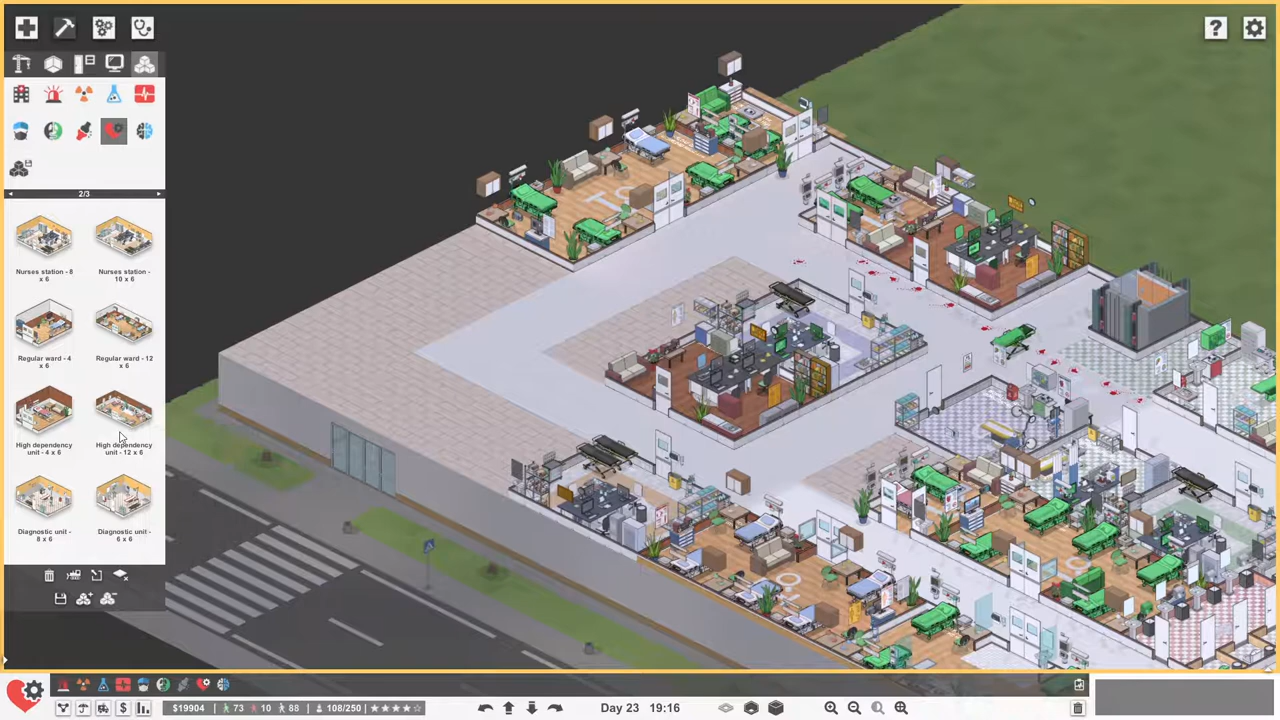 ?
2/3
Nurses station - 8
x 6
Nurses station -
10 x 6
Regular ward - 4
x 6
Regular ward - 12
x 6
High dependency
unit - 4 x 6
High dependency
unit - 12 x 6
Diagnostic unit -
8 x 6
Diagnostic unit -
6 x 6
$19904 73 10 88 108/250
Day 23 19:16